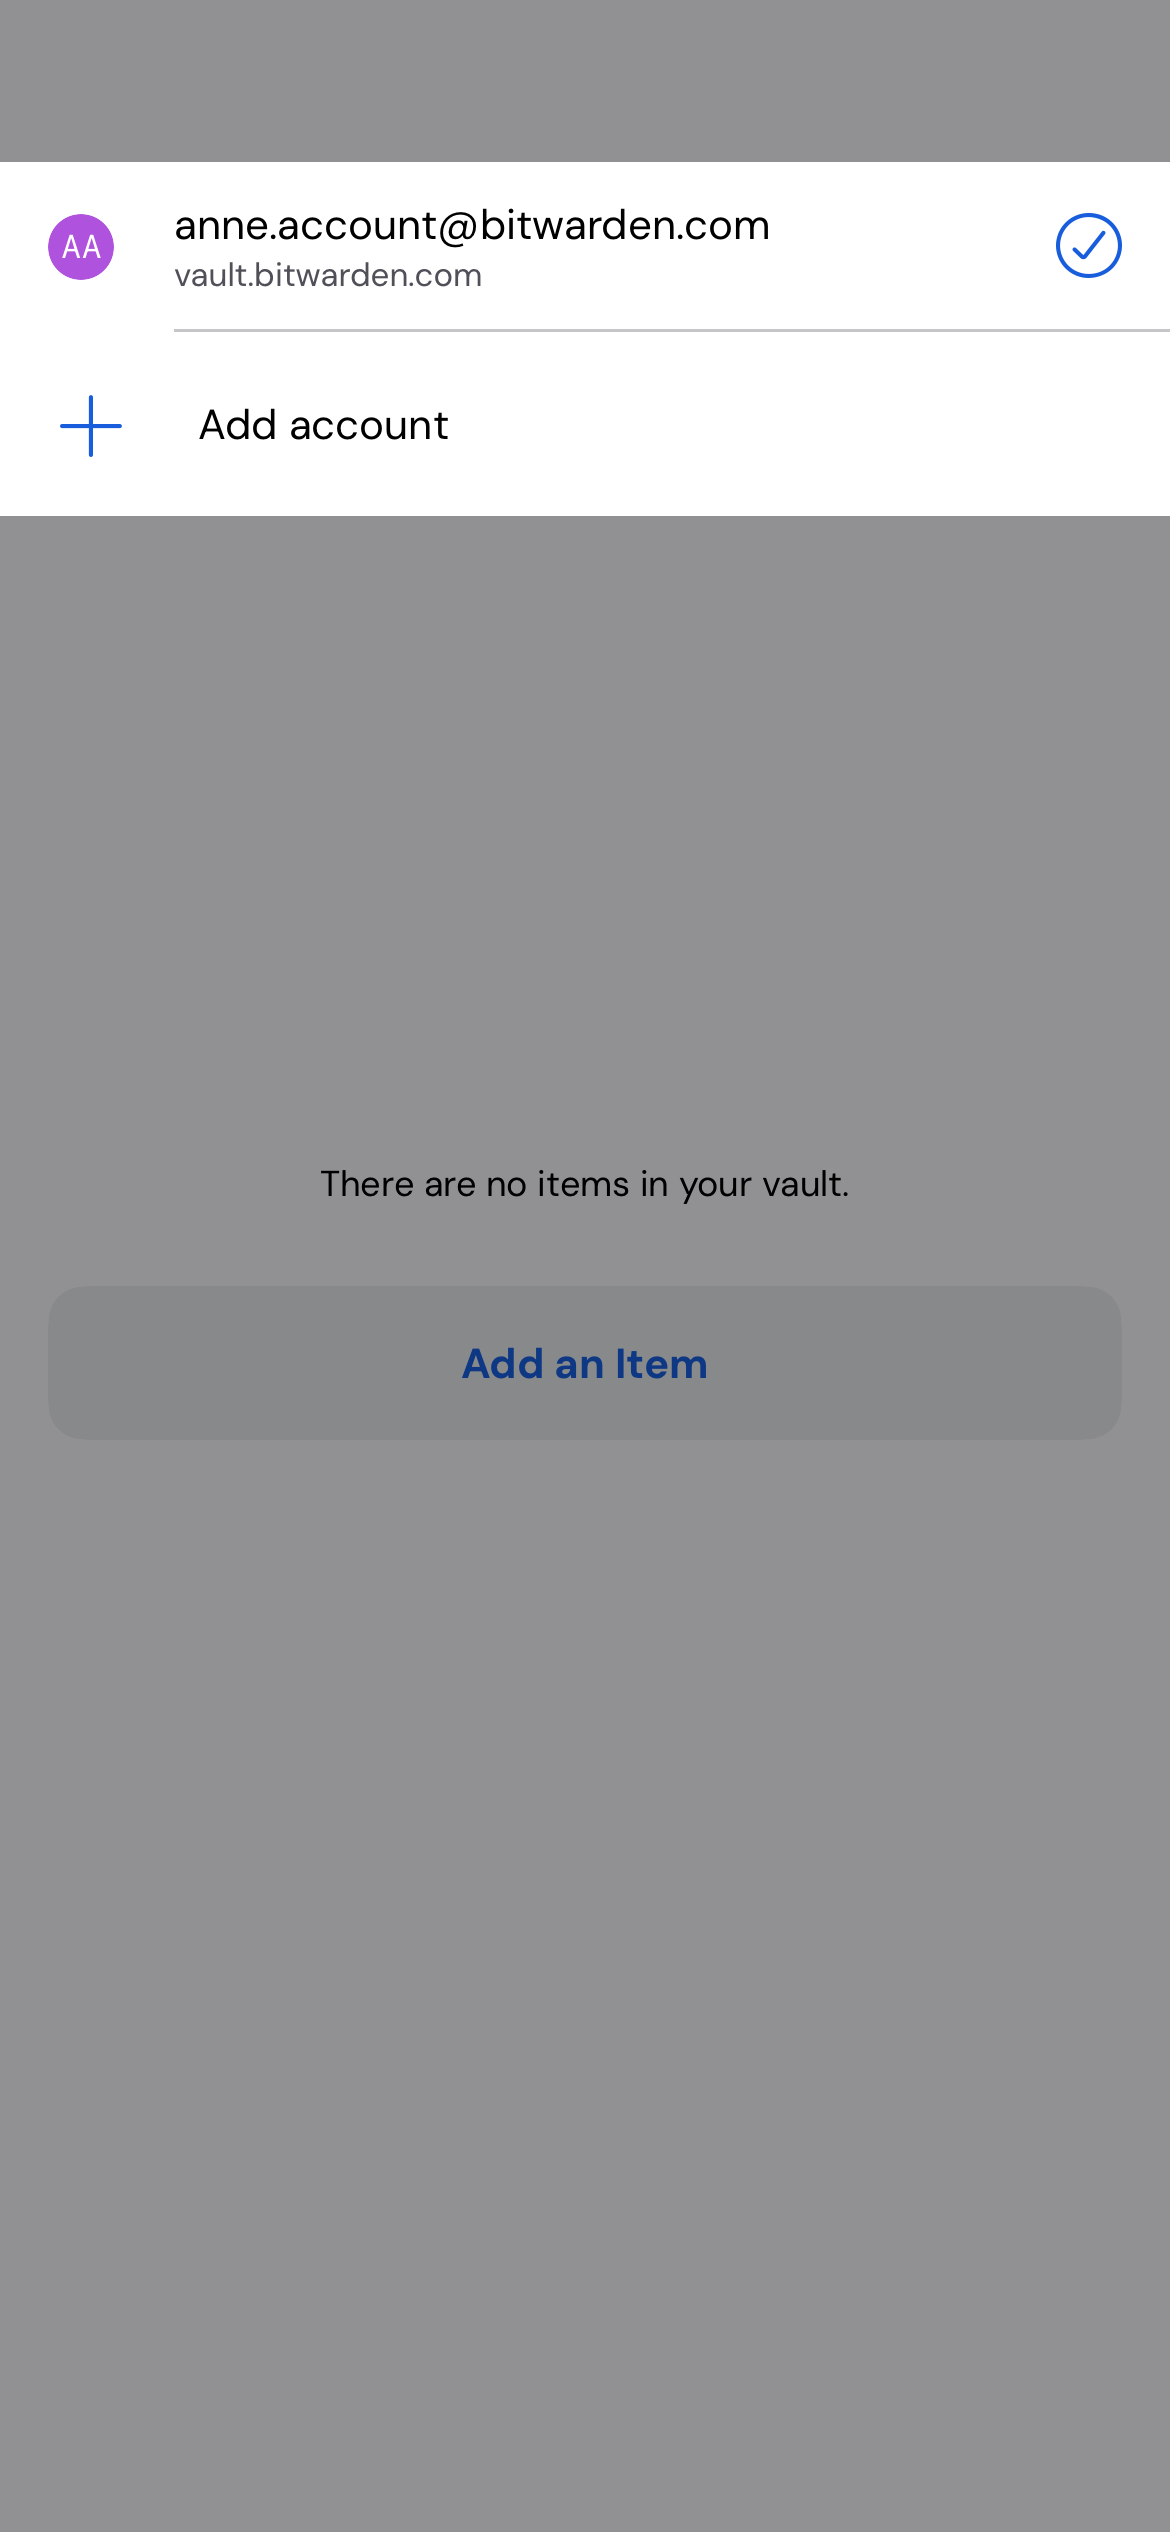 AA
anne.account@bitwarden.com
vault.bitwarden.com
Add account
There are no items in your vault.
Add an Item